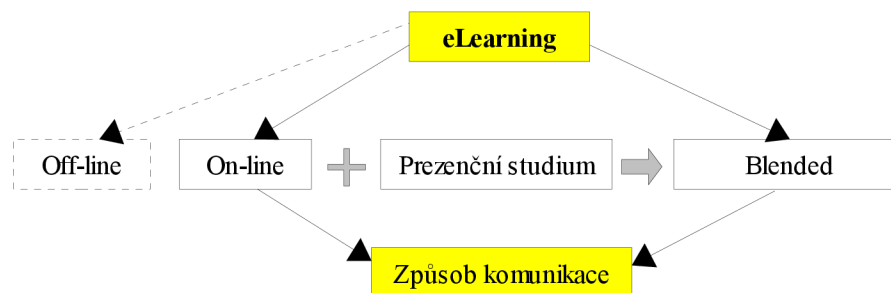 eLearning
Off-line
On-line
Prezenční studium
Blended
Způsob komunikace